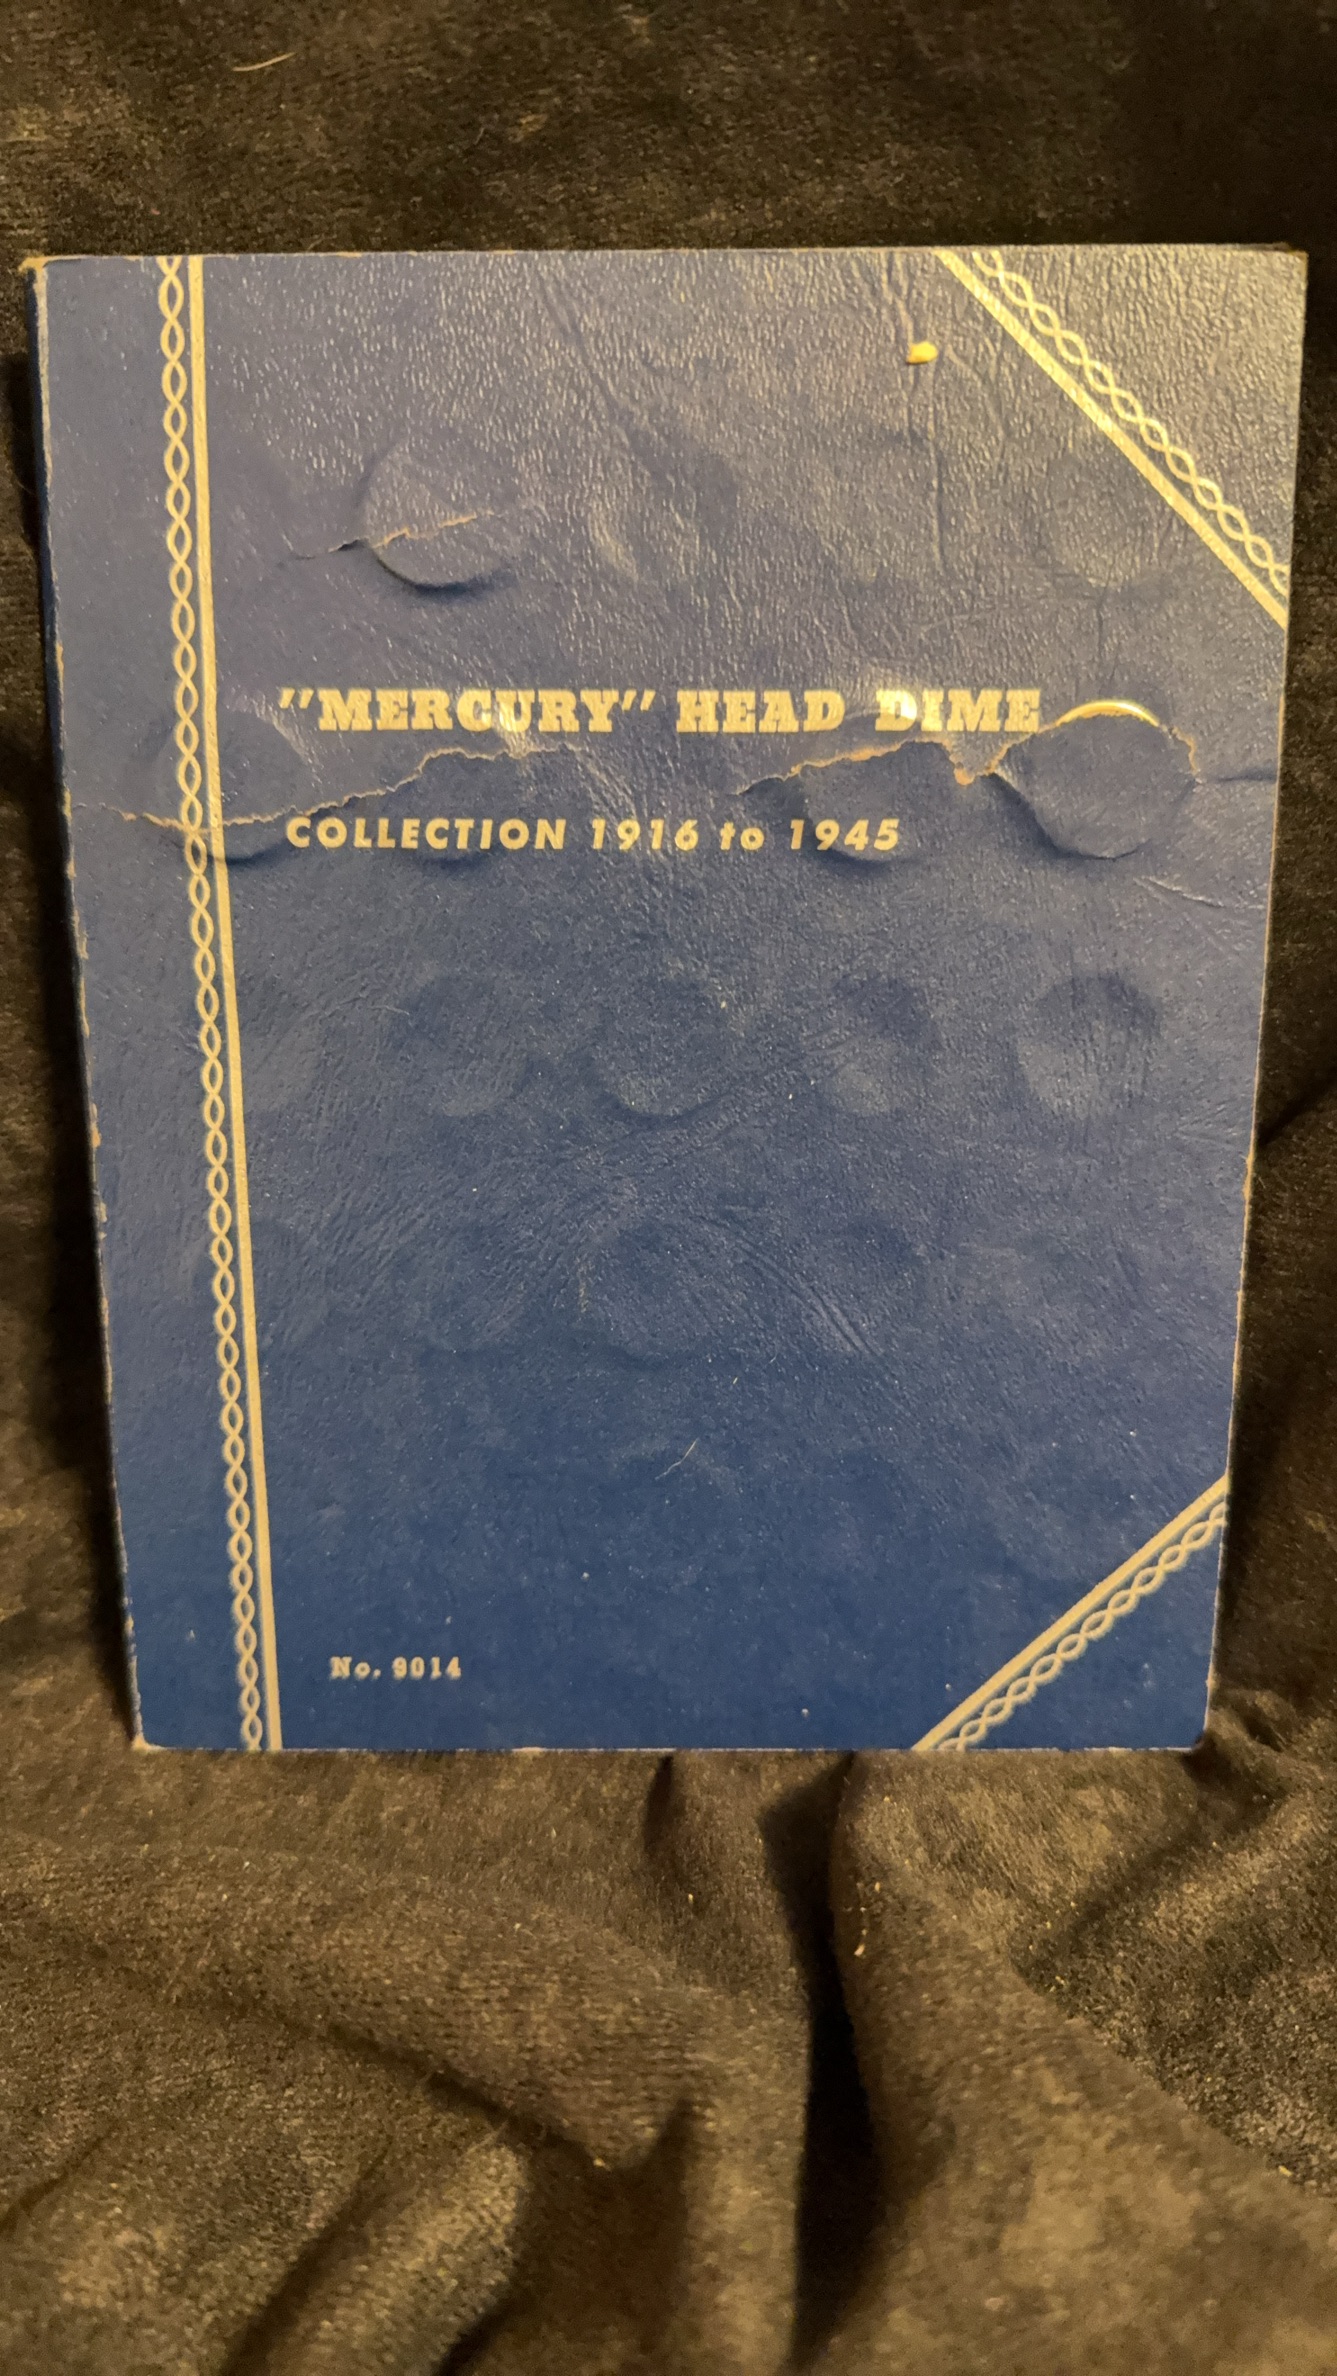 "MERCURY" HEAD DIME
COLLECTION 1916 to 1945
No. 9014